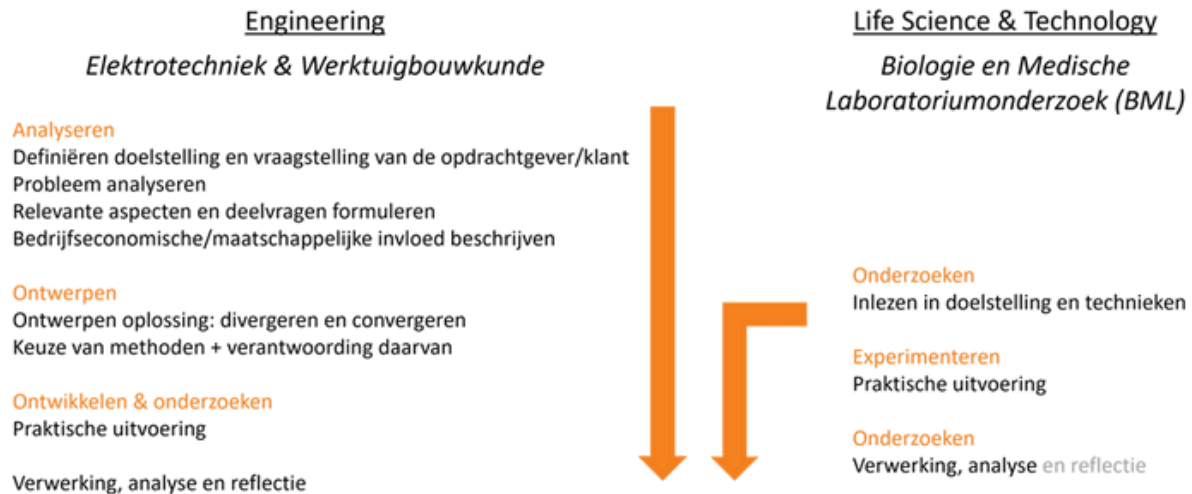 Engineering
Elektrotechniek & Werktuigbouwkunde
Analyseren
Definiëren doelstelling en vraagstelling van de opdrachtgever/klant
Probleem analyseren
Relevante aspecten en deelvragen formuleren
Bedrijfseconomische/maatschappelijke invloed beschrijven
Ontwerpen
Ontwerpen oplossing: divergeren en convergeren
Keuze van methoden + verantwoording daarvan
Ontwikkelen & onderzoeken
Praktische uitvoering
Verwerking, analyse en reflectie
Life Science & Technology
Biologie en Medische
Laboratoriumonderzoek (BML)
Onderzoeken
Inlezen in doelstelling en technieken
Experimenteren
Praktische uitvoering
Onderzoeken
Verwerking, analyse en reflectie